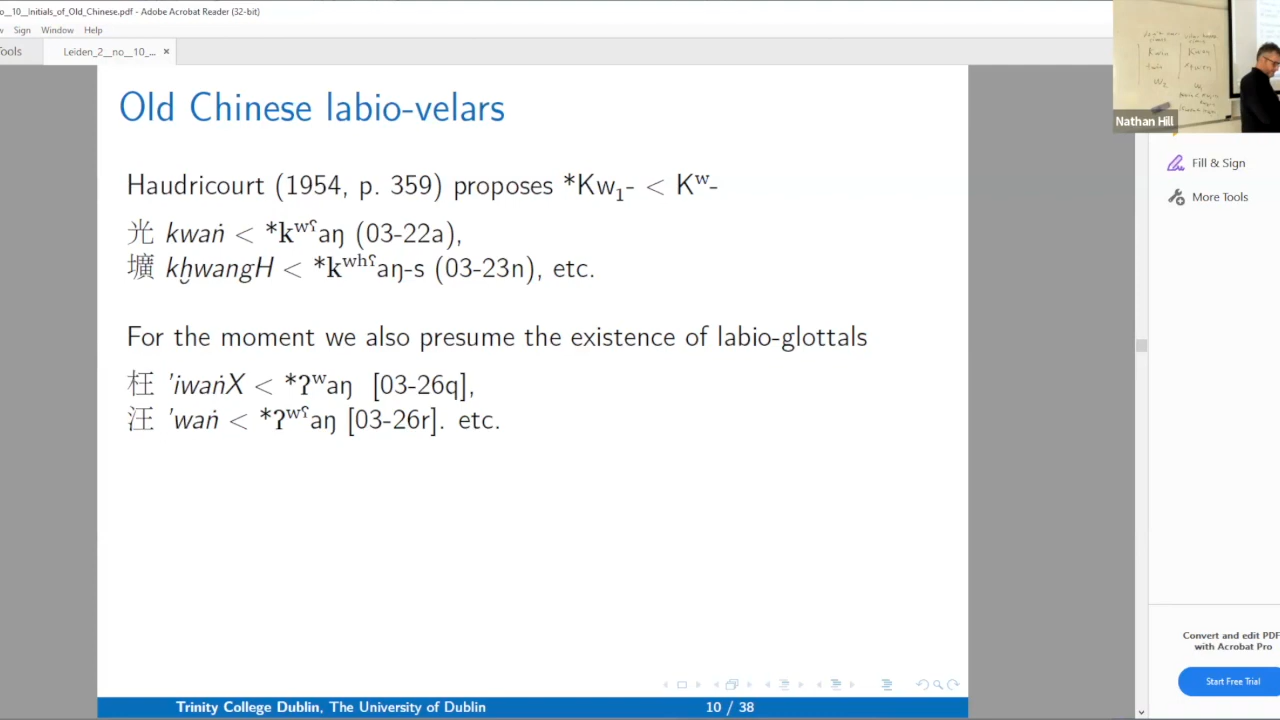 o__10__Initials_of_Old_Chinese.pdf - Adobe Acrobat Reader (32-bit)
Sign Window Help
Tools Leiden_2__no__10_... ×
Old Chinese labio-velars
Haudricourt (1954, p. 359) proposes *Kw₁- < Kʷ-
光 kwaṅ < *kʷˤaŋ (03-22a),
壙 kḫwangH < *kʷʰˤaŋ-s (03-23n), etc.
For the moment we also presume the existence of labio-glottals
枉 'iwaṅX < *ʔʷaŋ [03-26q],
汪 'waṅ < *ʔʷˤaŋ [03-26r]. etc.
Trinity College Dublin, The University of Dublin 10 / 38
Nathan Hill
Fill & Sign
More Tools
Convert and edit PDF
with Acrobat Pro
Start Free Trial